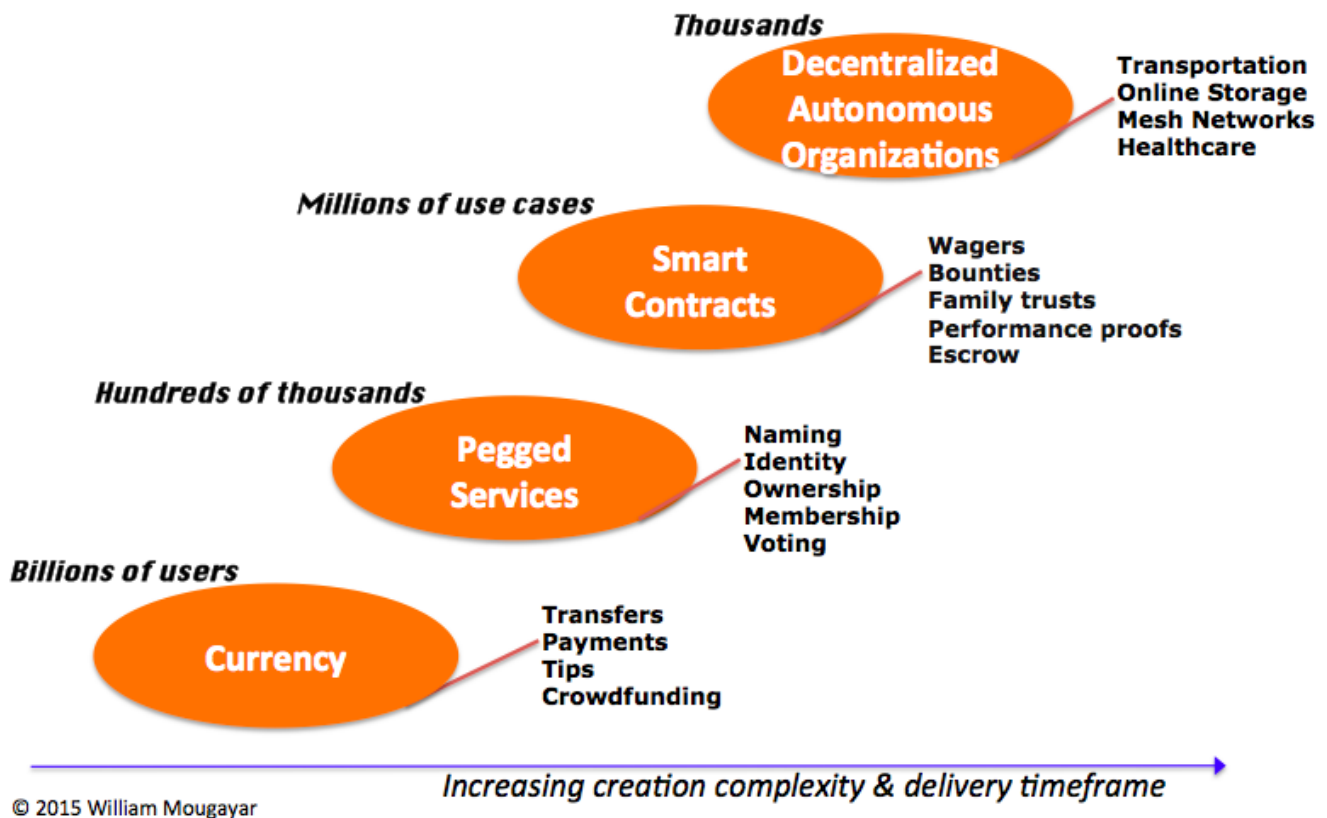 Thousands
Decentralized
Autonomous
Organizations
Transportation
Online Storage
Mesh Networks
Healthcare
Millions of use cases
Smart
Contracts
Wagers
Bounties
Family trusts
Performance proofs
Escrow
Hundreds of thousands
Pegged
Services
Naming
Identity
Ownership
Membership
Voting
Billions of users
Currency
Transfers
Payments
Tips
Crowdfunding
Increasing creation complexity & delivery timeframe
© 2015 William Mougayar